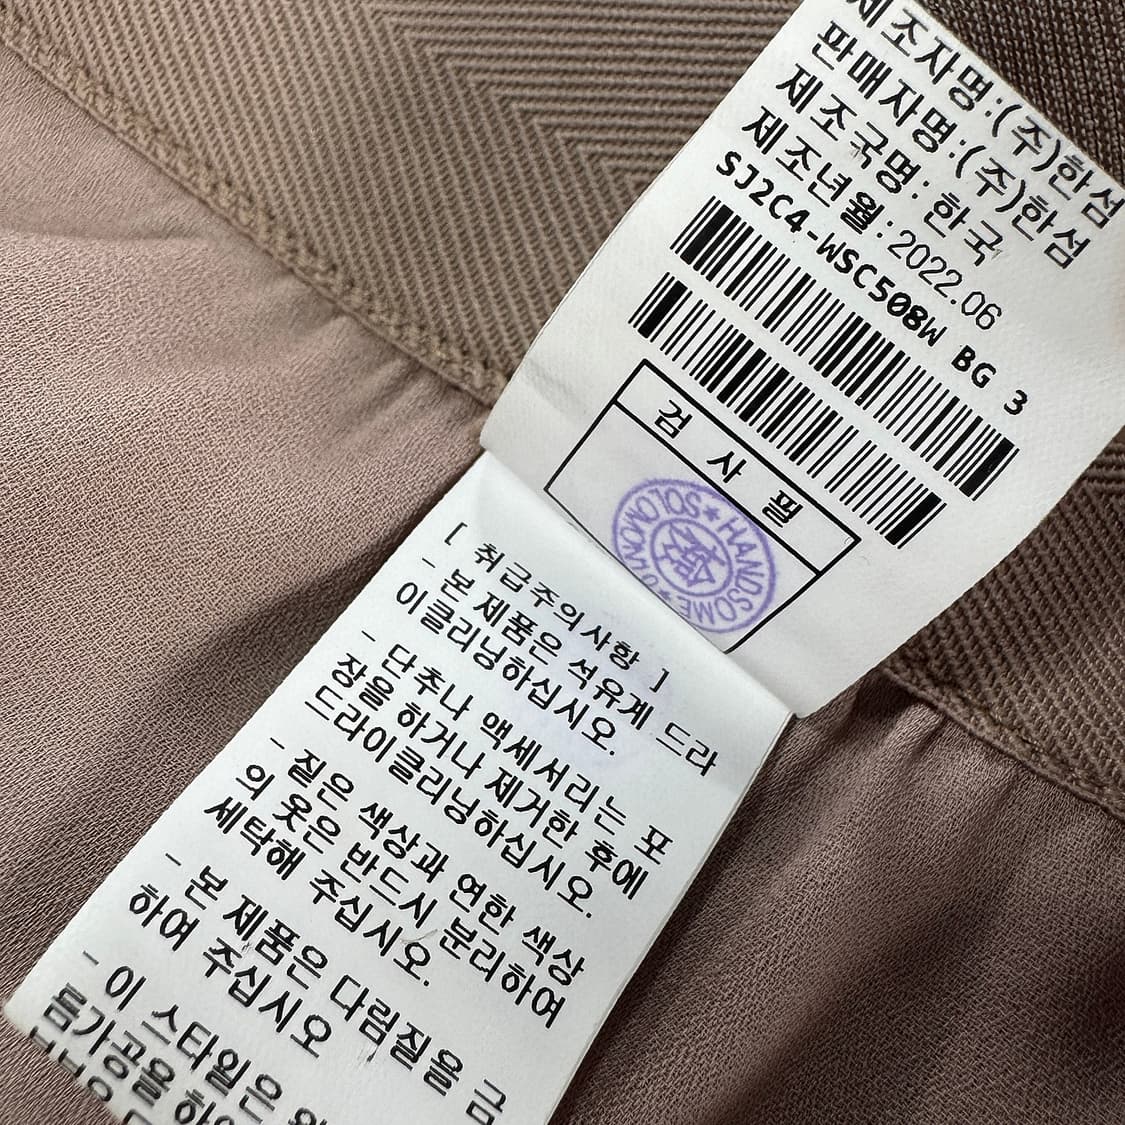 제조자명:(주)한섬
판매자명:(주)한섬
제조국명: 한국
제조년월:2022.06
SJ2C4-WSC508W BG 3
검 사 필
SOLOMON
HANDSOME
[ 취급주의사항 ]
- 본 제품은 석유계 드라
이클리닝하십시오.
- 단추나 액세서리는 포
장을 하거나 제거한 후에
드라이클리닝하십시오.
- 짙은 색상과 연한 색상
의 옷은 반드시 분리하여
세탁해 주십시오.
- 본 제품은 다림질을 금
하여 주십시오
- 이 스타일은
름가공을